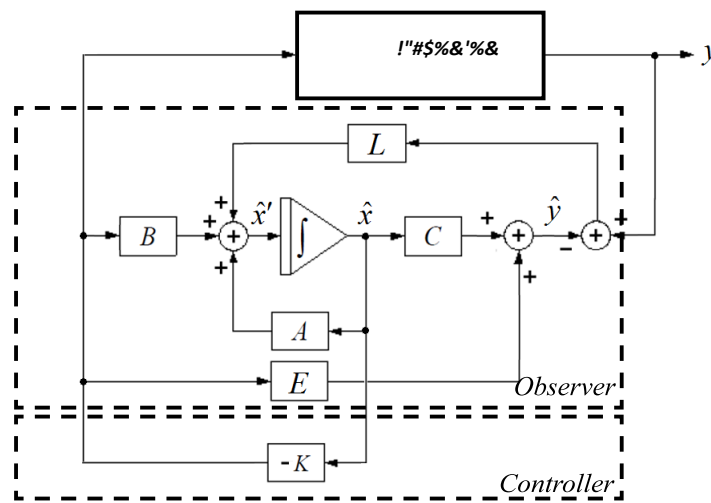 !"#$%&'%&
y
L
+
+
+
x̂'
∫
x̂
B
+
C
+
+
ŷ
−
+
+
+
A
E
Observer
-K
Controller